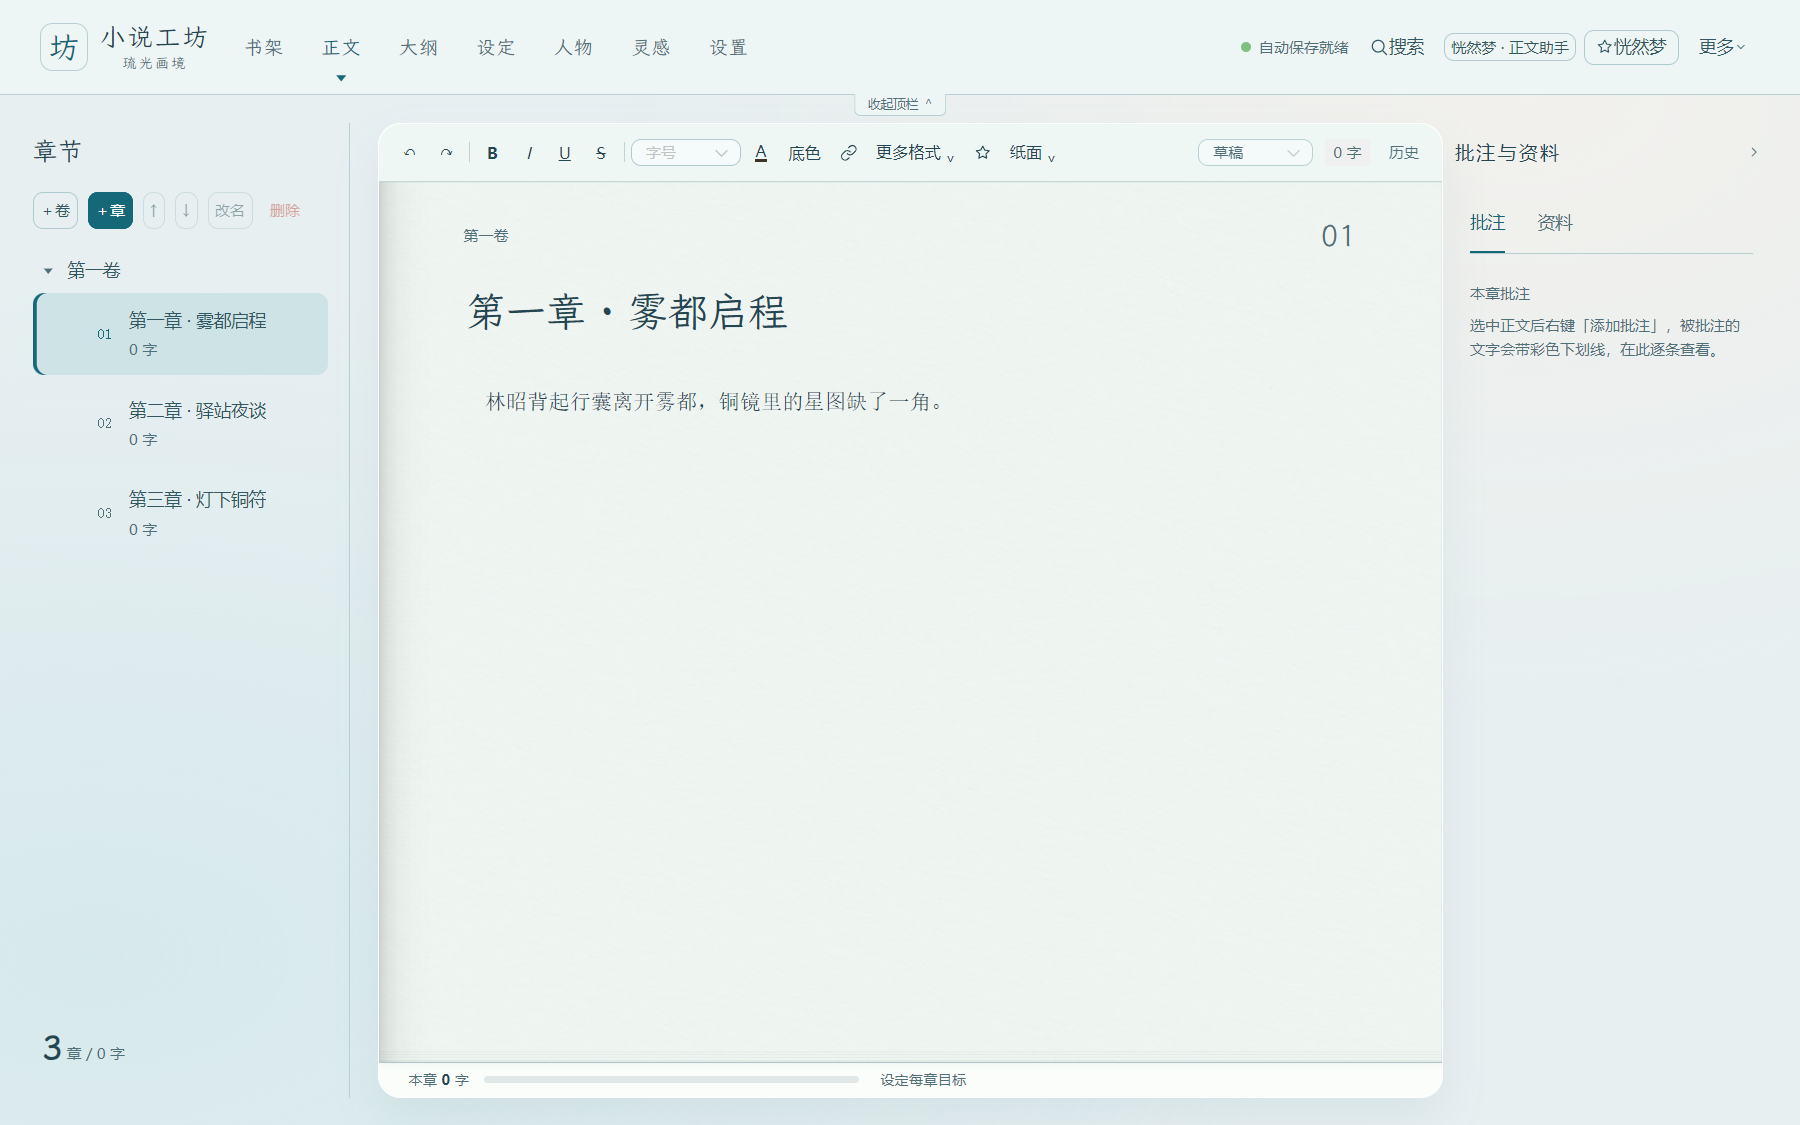 坊
小说工坊
琉光画境
书架 正文 大纲 设定 人物 灵感 设置
自动保存就绪 搜索 恍然梦 · 正文助手 恍然梦 更多
收起顶栏 ^
章节
+ 卷 + 章 ↑ ↓ 改名 删除
第一卷
01 第一章 · 雾都启程
0 字
02 第二章 · 驿站夜谈
0 字
03 第三章 · 灯下铜符
0 字
3 章 / 0 字
B I U S 字号 A 底色 更多格式 纸面 草稿 0 字 历史
第一卷 01
第一章 · 雾都启程
林昭背起行囊离开雾都，铜镜里的星图缺了一角。
本章 0 字 设定每章目标
批注与资料
批注 资料
本章批注
选中正文后右键「添加批注」，被批注的
文字会带彩色下划线，在此逐条查看。